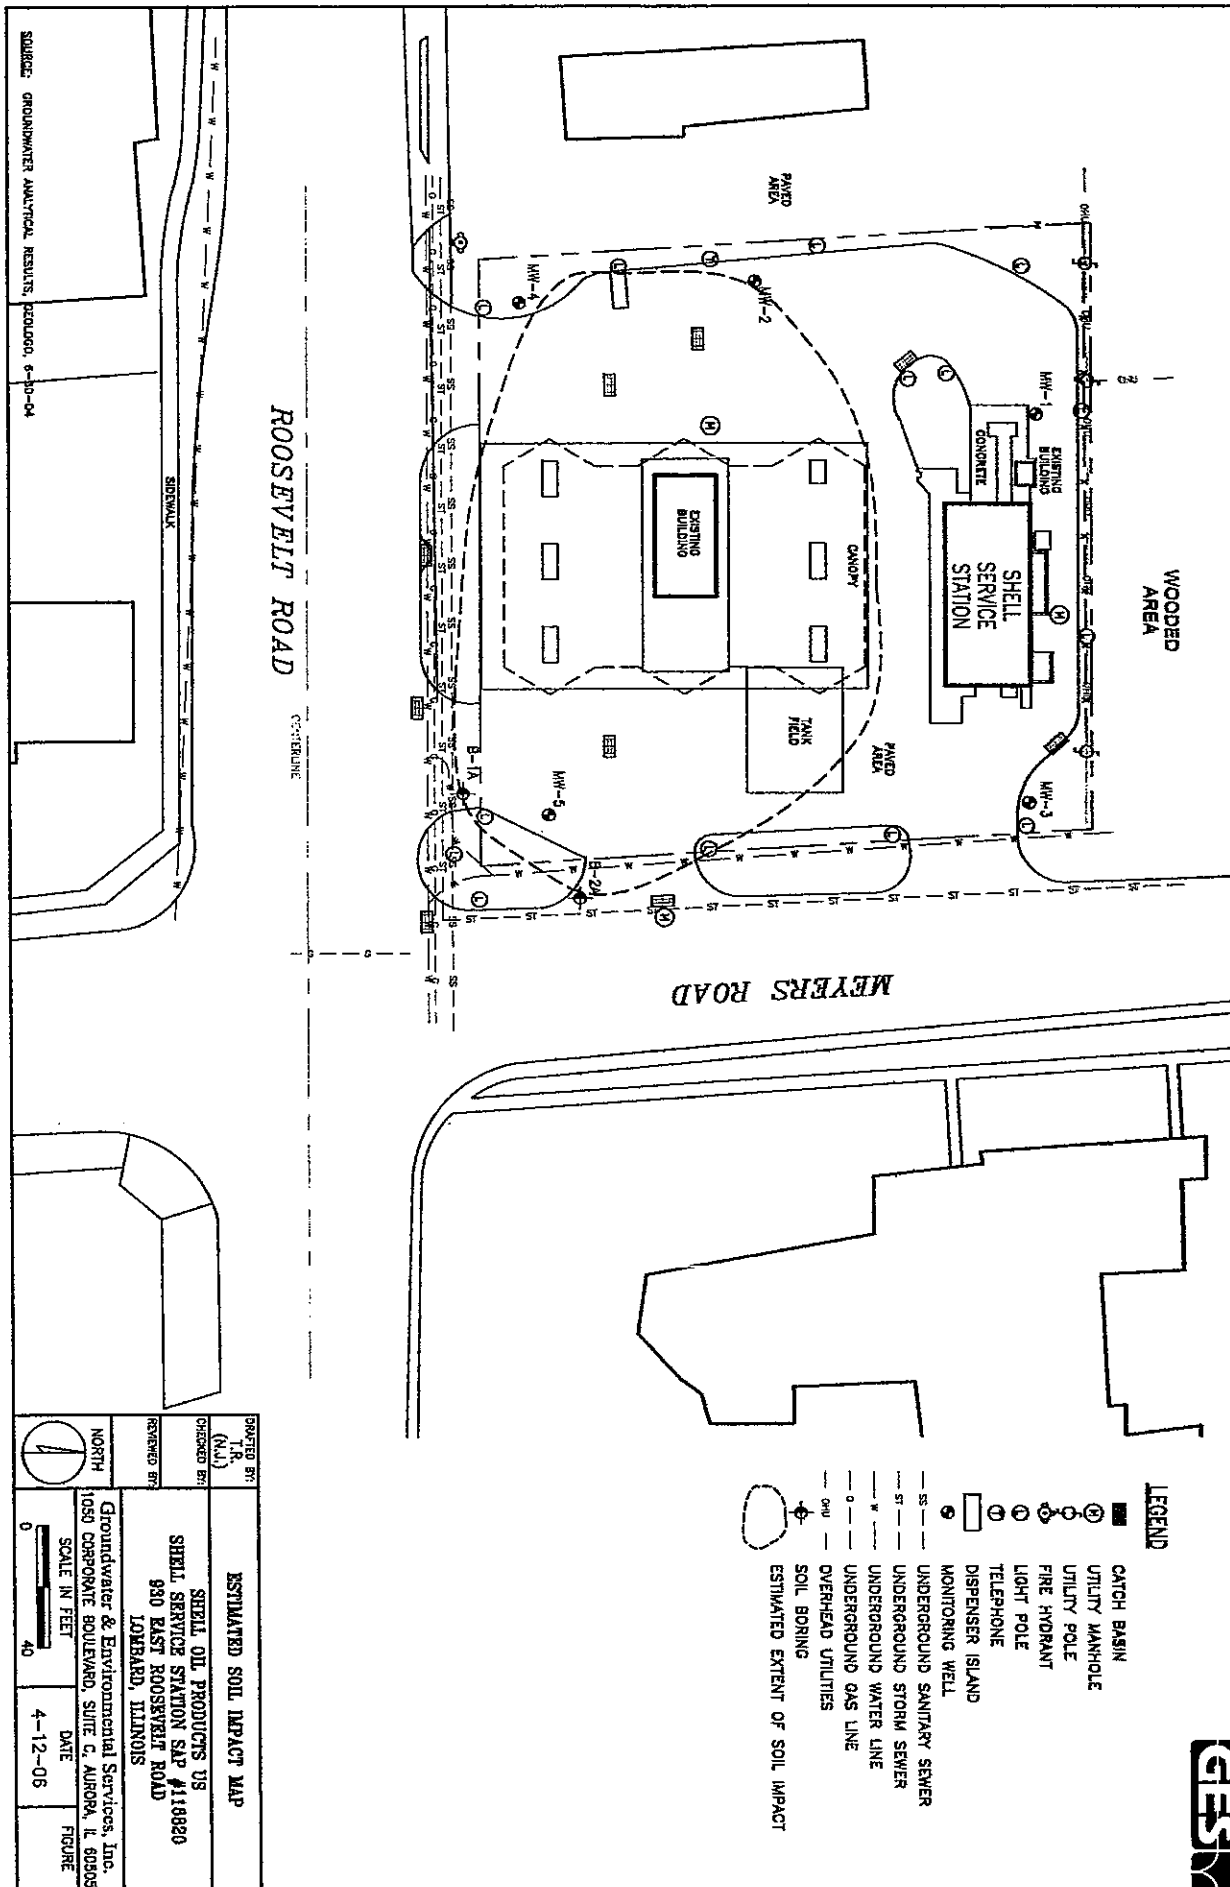 WOODED
AREA
PAVED
AREA
MW-1
EXISTING
BUILDING
CONCRETE
SHELL
SERVICE
STATION
MW-3
MW-2
MW-4
CANOPY
EXISTING
BUILDING
TANK
FIELD
PAVED
AREA
MW-5
B-1A
B-2A
ROOSEVELT ROAD
CENTERLINE
MEYERS ROAD
SIDEWALK
SOURCE: GROUNDWATER ANALYTICAL RESULTS,
LEGEND
CATCH BASIN
UTILITY MANHOLE
UTILITY POLE
FIRE HYDRANT
LIGHT POLE
TELEPHONE
DISPENSER ISLAND
MONITORING WELL
SS UNDERGROUND SANITARY SEWER
ST UNDERGROUND STORM SEWER
W UNDERGROUND WATER LINE
G UNDERGROUND GAS LINE
OHU OVERHEAD UTILITIES
SOIL BORING
ESTIMATED EXTENT OF SOIL IMPACT
GES
DRAFTED BY:
T.R.
(N.J.)
CHECKED BY:
REVIEWED BY:
NORTH
ESTIMATED SOIL IMPACT MAP
SHELL OIL PRODUCTS US
SHELL SERVICE STATION SAP #118820
930 EAST ROOSEVELT ROAD
LOMBARD, ILLINOIS
Groundwater & Environmental Services, Inc.
1050 CORPORATE BOULEVARD, SUITE C, AURORA, IL 60505
SCALE IN FEET
0 40
DATE
4-12-06
FIGURE